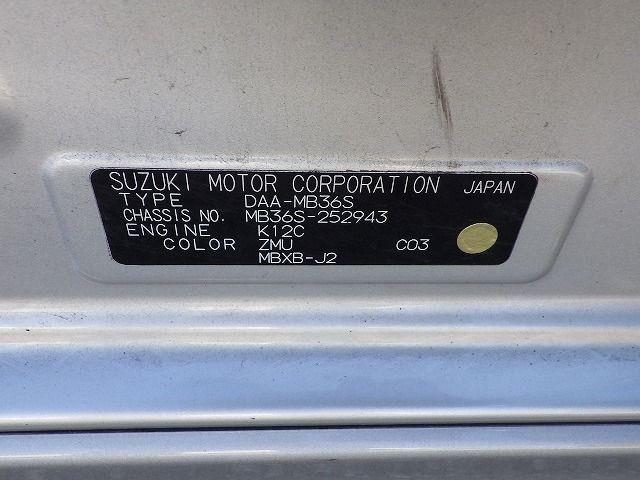 SUZUKI MOTOR CORPORATION JAPAN
TYPE DAA-MB36S
CHASSIS NO. MB36S-252943
ENGINE K12C
COLOR ZMU C03
MBXB-J2